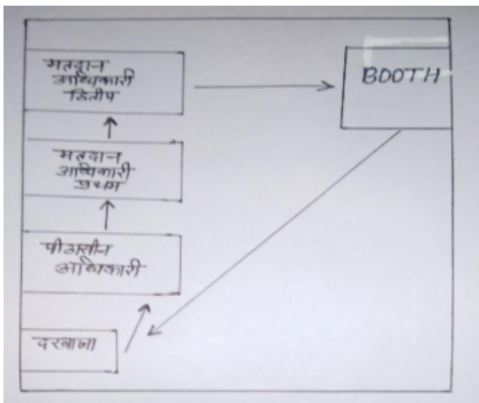 मतदान
अधिकारी
द्वितीय
BOOTH
मतदान
अधिकारी
प्रथम
पीठासीन
अधिकारी
दरवाजा